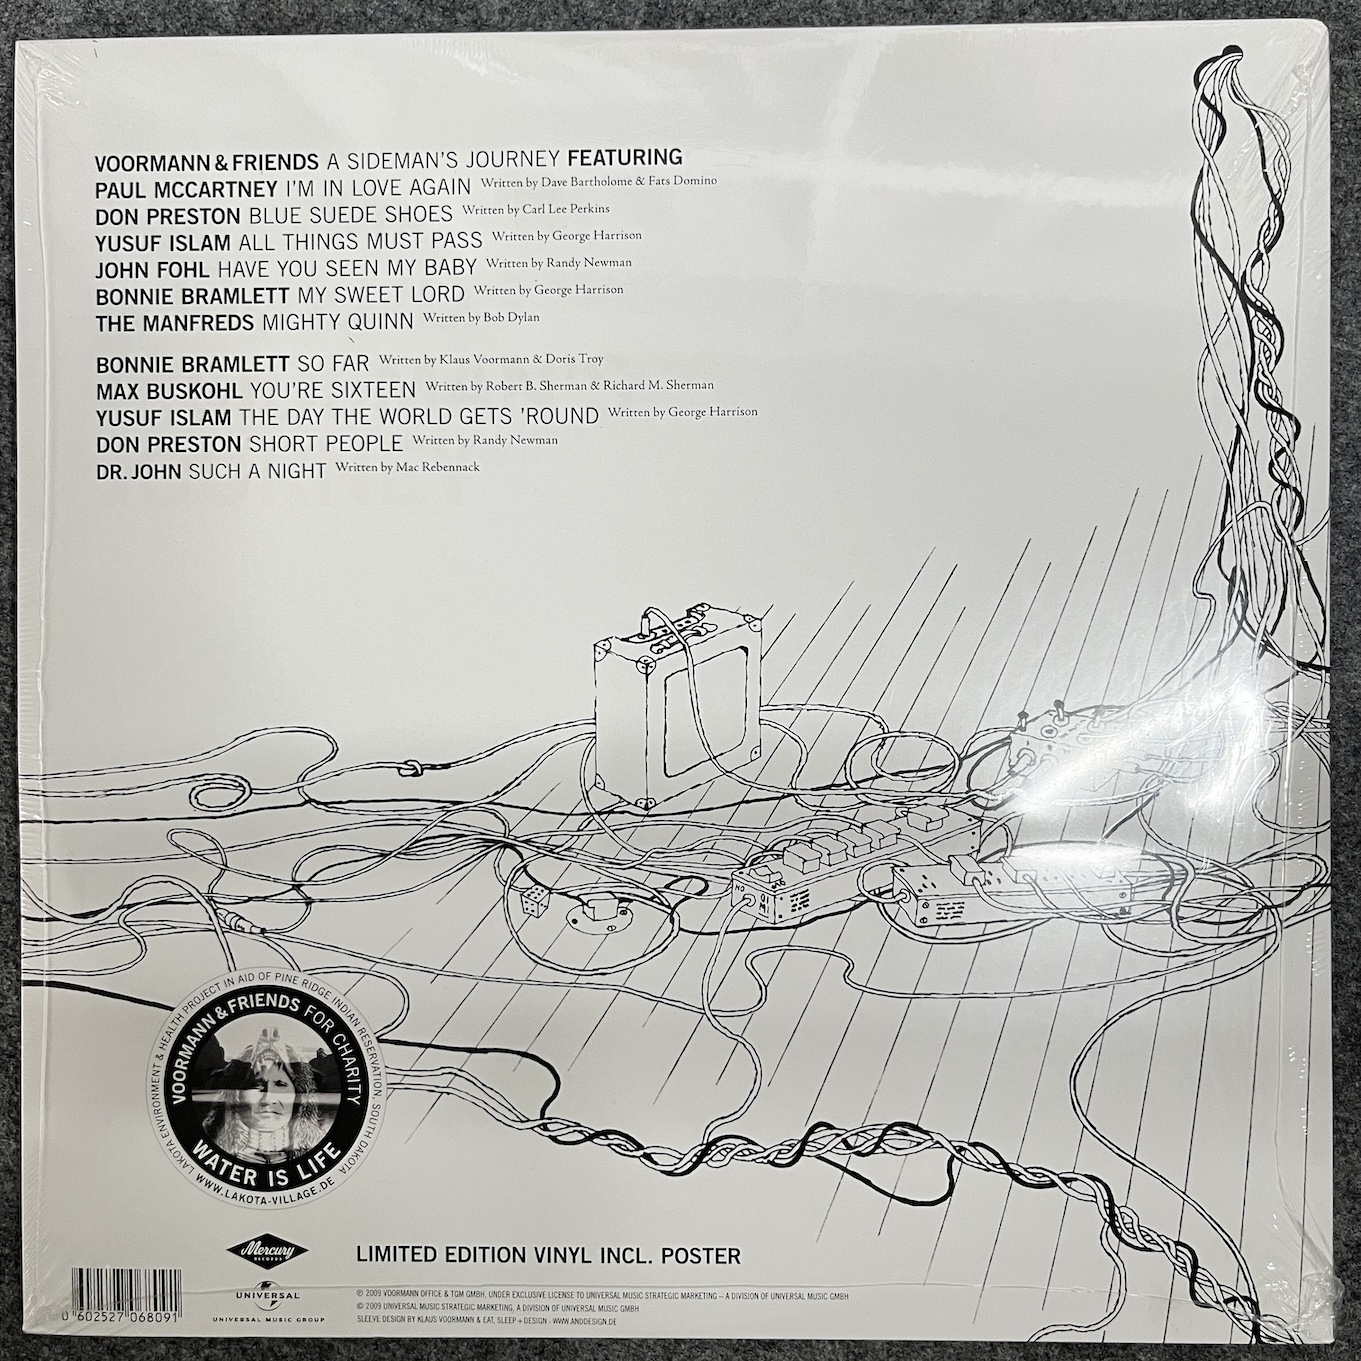 VOORMANN & FRIENDS A SIDEMAN'S JOURNEY FEATURING
PAUL MCCARTNEY I'M IN LOVE AGAIN Written by Dave Bartholome & Fats Domino
DON PRESTON BLUE SUEDE SHOES Written by Carl Lee Perkins
YUSUF ISLAM ALL THINGS MUST PASS Written by George Harrison
JOHN FOHL HAVE YOU SEEN MY BABY Written by Randy Newman
BONNIE BRAMLETT MY SWEET LORD Written by George Harrison
THE MANFREDS MIGHTY QUINN Written by Bob Dylan
BONNIE BRAMLETT SO FAR Written by Klaus Voormann & Doris Troy
MAX BUSKOHL YOU'RE SIXTEEN Written by Robert B. Sherman & Richard M. Sherman
YUSUF ISLAM THE DAY THE WORLD GETS 'ROUND Written by George Harrison
DON PRESTON SHORT PEOPLE Written by Randy Newman
DR. JOHN SUCH A NIGHT Written by Mac Rebennack
LAKOTA ENVIRONMENT & HEALTH PROJECT IN AID OF PINE RIDGE INDIAN RESERVATION, SOUTH DAKOTA
VOORMANN & FRIENDS FOR CHARITY
WATER IS LIFE
WWW.LAKOTA-VILLAGE.DE
Mercury
RECORDS
LIMITED EDITION VINYL INCL. POSTER
0 602527 068091
UNIVERSAL
UNIVERSAL MUSIC GROUP
℗ 2009 VOORMANN OFFICE & TGM GMBH, UNDER EXCLUSIVE LICENSE TO UNIVERSAL MUSIC STRATEGIC MARKETING – A DIVISION OF UNIVERSAL MUSIC GMBH
© 2009 UNIVERSAL MUSIC STRATEGIC MARKETING, A DIVISION OF UNIVERSAL MUSIC GMBH
SLEEVE DESIGN BY KLAUS VOORMANN & EAT, SLEEP + DESIGN · WWW.ANDDESIGN.DE